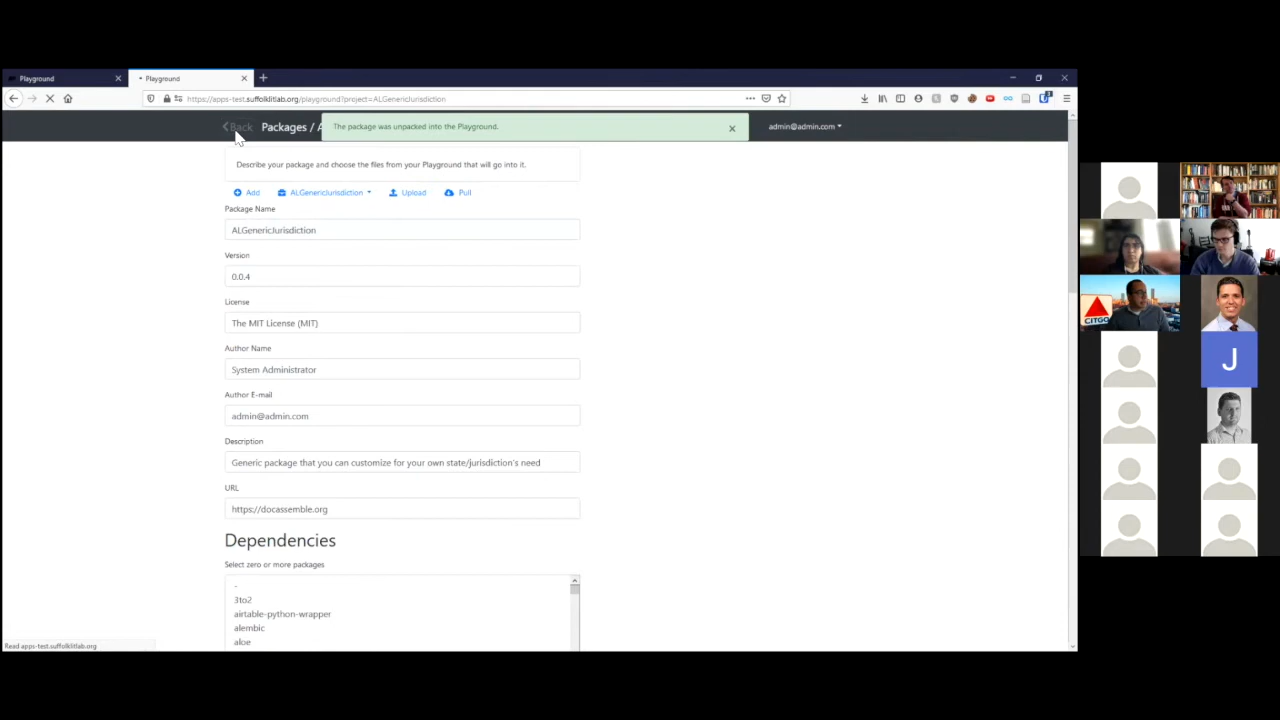 Playground
Playground
https://apps-test.suffolklitlab.org/playground?project=ALGenericJurisdiction
Back
Packages / A
The package was unpacked into the Playground.
admin@admin.com
Describe your package and choose the files from your Playground that will go into it.
Add
ALGenericJurisdiction
Upload
Pull
Package Name
ALGenericJurisdiction
Version
0.0.4
License
The MIT License (MIT)
Author Name
System Administrator
Author E-mail
admin@admin.com
Description
Generic package that you can customize for your own state/jurisdiction's need
URL
https://docassemble.org
Dependencies
Select zero or more packages
-
3to2
airtable-python-wrapper
alembic
aloe
Read apps-test.suffolklitlab.org
CITGO
J